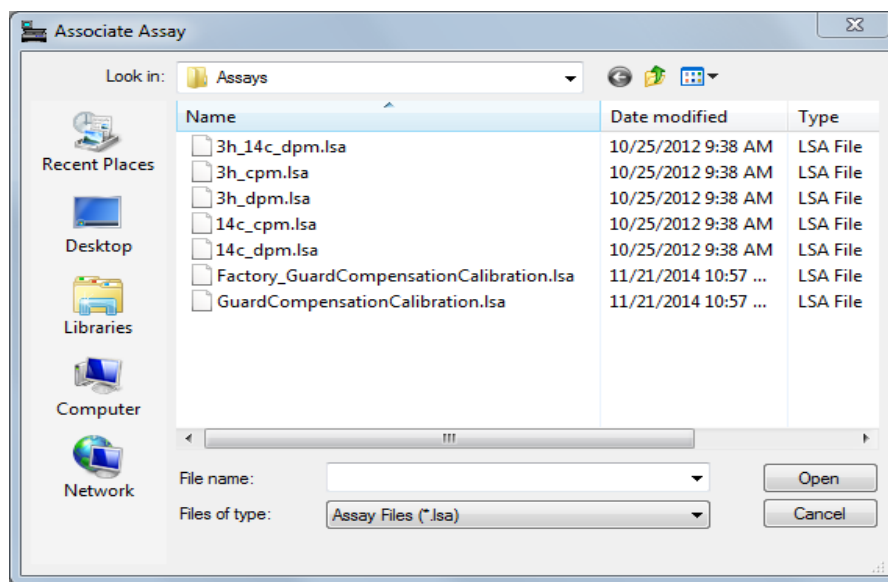 Associate Assay
Look in: Assays
Name Date modified Type
3h_14c_dpm.lsa 10/25/2012 9:38 AM LSA File
3h_cpm.lsa 10/25/2012 9:38 AM LSA File
3h_dpm.lsa 10/25/2012 9:38 AM LSA File
14c_cpm.lsa 10/25/2012 9:38 AM LSA File
14c_dpm.lsa 10/25/2012 9:38 AM LSA File
Factory_GuardCompensationCalibration.lsa 11/21/2014 10:57 ... LSA File
GuardCompensationCalibration.lsa 11/21/2014 10:57 ... LSA File
Recent Places
Desktop
Libraries
Computer
Network
File name: Open
Files of type: Assay Files (*.lsa) Cancel